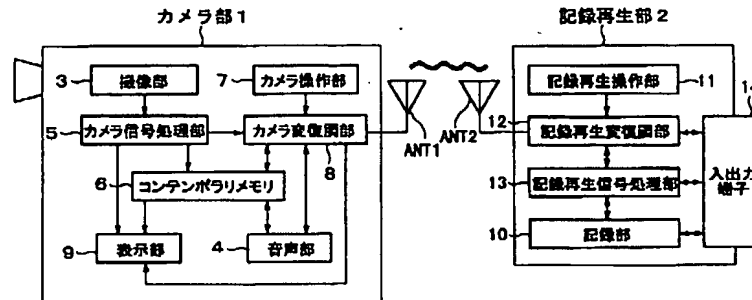 カメラ部1
記録再生部2
3
撮像部
7
カメラ操作部
記録再生操作部
11
14
5
カメラ信号処理部
カメラ変復調部
8
ANT1
ANT2
12
記録再生変復調部
入出力端子
6
コンテンポラリメモリ
13
記録再生信号処理部
9
表示部
4
音声部
10
記録部